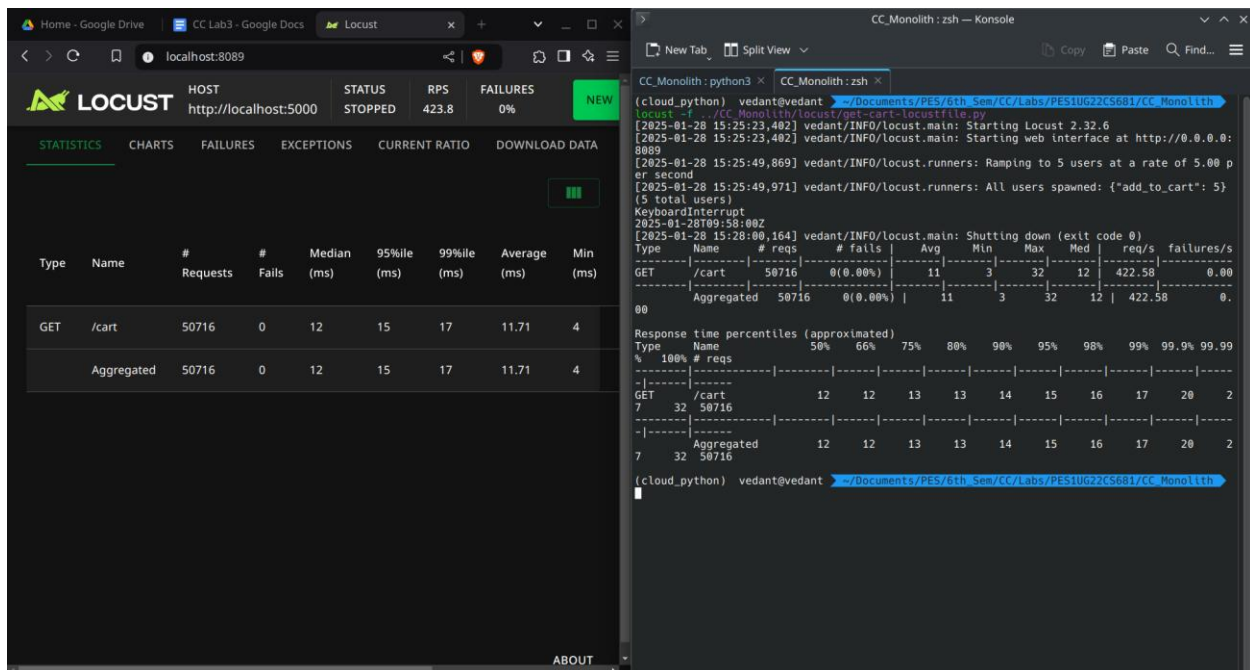 Home - Google Drive
CC Lab3 - Google Docs
Locust
localhost:8089
LOCUST
HOST
http://localhost:5000
STATUS
STOPPED
RPS
423.8
FAILURES
0%
NEW
STATISTICS CHARTS FAILURES EXCEPTIONS CURRENT RATIO DOWNLOAD DATA
Type Name # Requests # Fails Median (ms) 95%ile (ms) 99%ile (ms) Average (ms) Min (ms)
GET /cart 50716 0 12 15 17 11.71 4
Aggregated 50716 0 12 15 17 11.71 4
ABOUT
CC_Monolith : zsh — Konsole
New Tab Split View Copy Paste Find...
CC_Monolith : python3 CC_Monolith : zsh
(cloud_python) vedant@vedant ~/Documents/PES/6th_Sem/CC/Labs/PES1UG22CS681/CC_Monolith
locust -f ../CC_Monolith/locust/get-cart-locustfile.py
[2025-01-28 15:25:23,402] vedant/INFO/locust.main: Starting Locust 2.32.6
[2025-01-28 15:25:23,402] vedant/INFO/locust.main: Starting web interface at http://0.0.0.0:
8089
[2025-01-28 15:25:49,869] vedant/INFO/locust.runners: Ramping to 5 users at a rate of 5.00 p
er second
[2025-01-28 15:25:49,971] vedant/INFO/locust.runners: All users spawned: {"add_to_cart": 5}
(5 total users)
KeyboardInterrupt
2025-01-28T09:58:00Z
[2025-01-28 15:28:00,164] vedant/INFO/locust.main: Shutting down (exit code 0)
Type Name # reqs # fails | Avg Min Max Med | req/s failures/s
--------|------------|-------|-------------|-------|-------|-------|-------|--------|-----------
GET /cart 50716 0(0.00%) | 11 3 32 12 | 422.58 0.00
--------|------------|-------|-------------|-------|-------|-------|-------|--------|-----------
Aggregated 50716 0(0.00%) | 11 3 32 12 | 422.58 0.
00
Response time percentiles (approximated)
Type Name 50% 66% 75% 80% 90% 95% 98% 99% 99.9% 99.99
% 100% # reqs
--------|------------|--------|------|------|------|------|------|------|------|------|-----
-|------|------
GET /cart 12 12 13 13 14 15 16 17 20 2
7 32 50716
--------|------------|--------|------|------|------|------|------|------|------|------|-----
-|------|------
Aggregated 12 12 13 13 14 15 16 17 20 2
7 32 50716
(cloud_python) vedant@vedant ~/Documents/PES/6th_Sem/CC/Labs/PES1UG22CS681/CC_Monolith